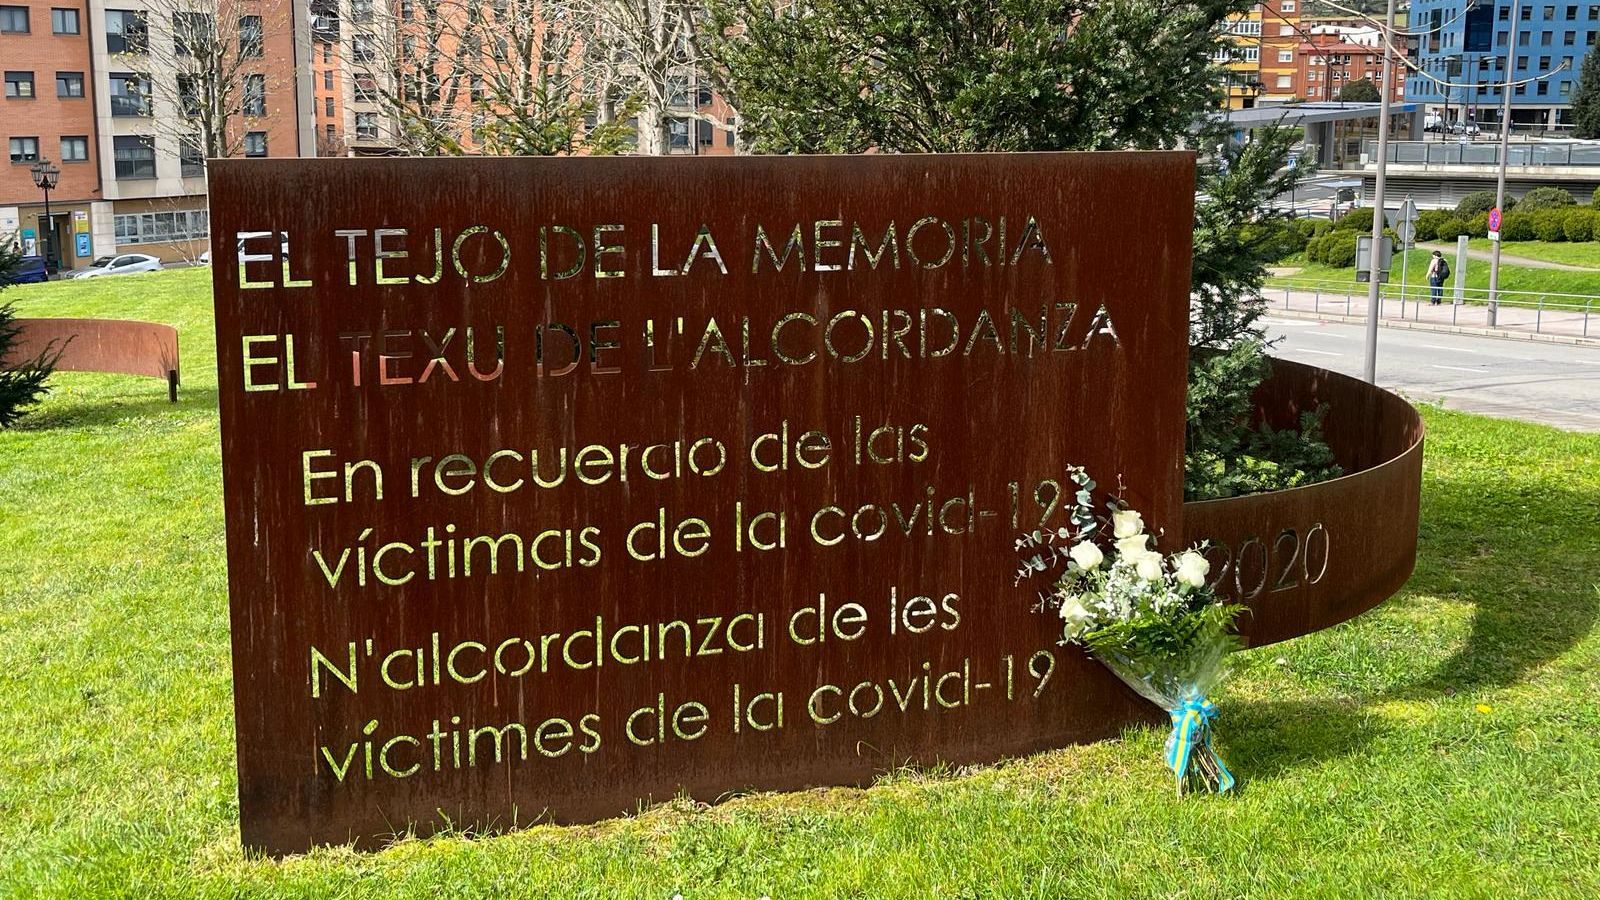 EL TEJO DE LA MEMORIA
EL TEXU DE L'ALCORDANZA
En recuerdo de las
víctimas de la covid-19
N'alcordanza de les
víctimes de la covid-19
2020